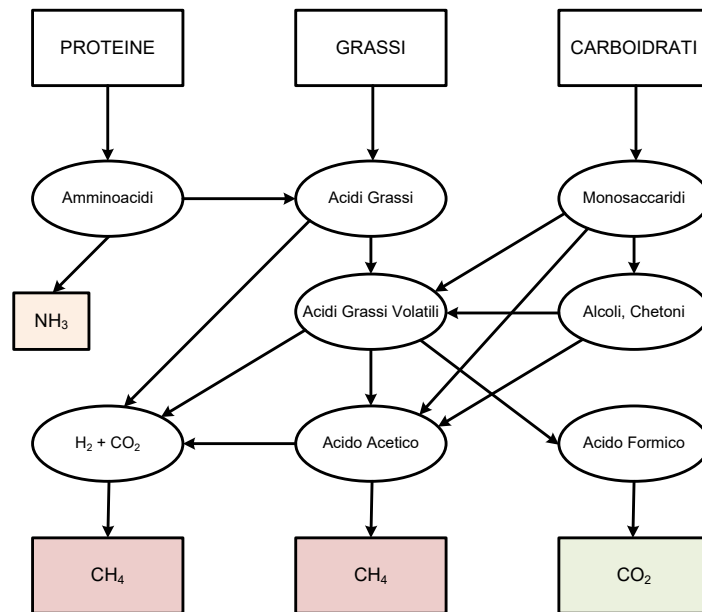 PROTEINE
GRASSI
CARBOIDRATI
Amminoacidi
Acidi Grassi
Monosaccaridi
NH₃
Acidi Grassi Volatili
Alcoli, Chetoni
H₂ + CO₂
Acido Acetico
Acido Formico
CH₄
CH₄
CO₂